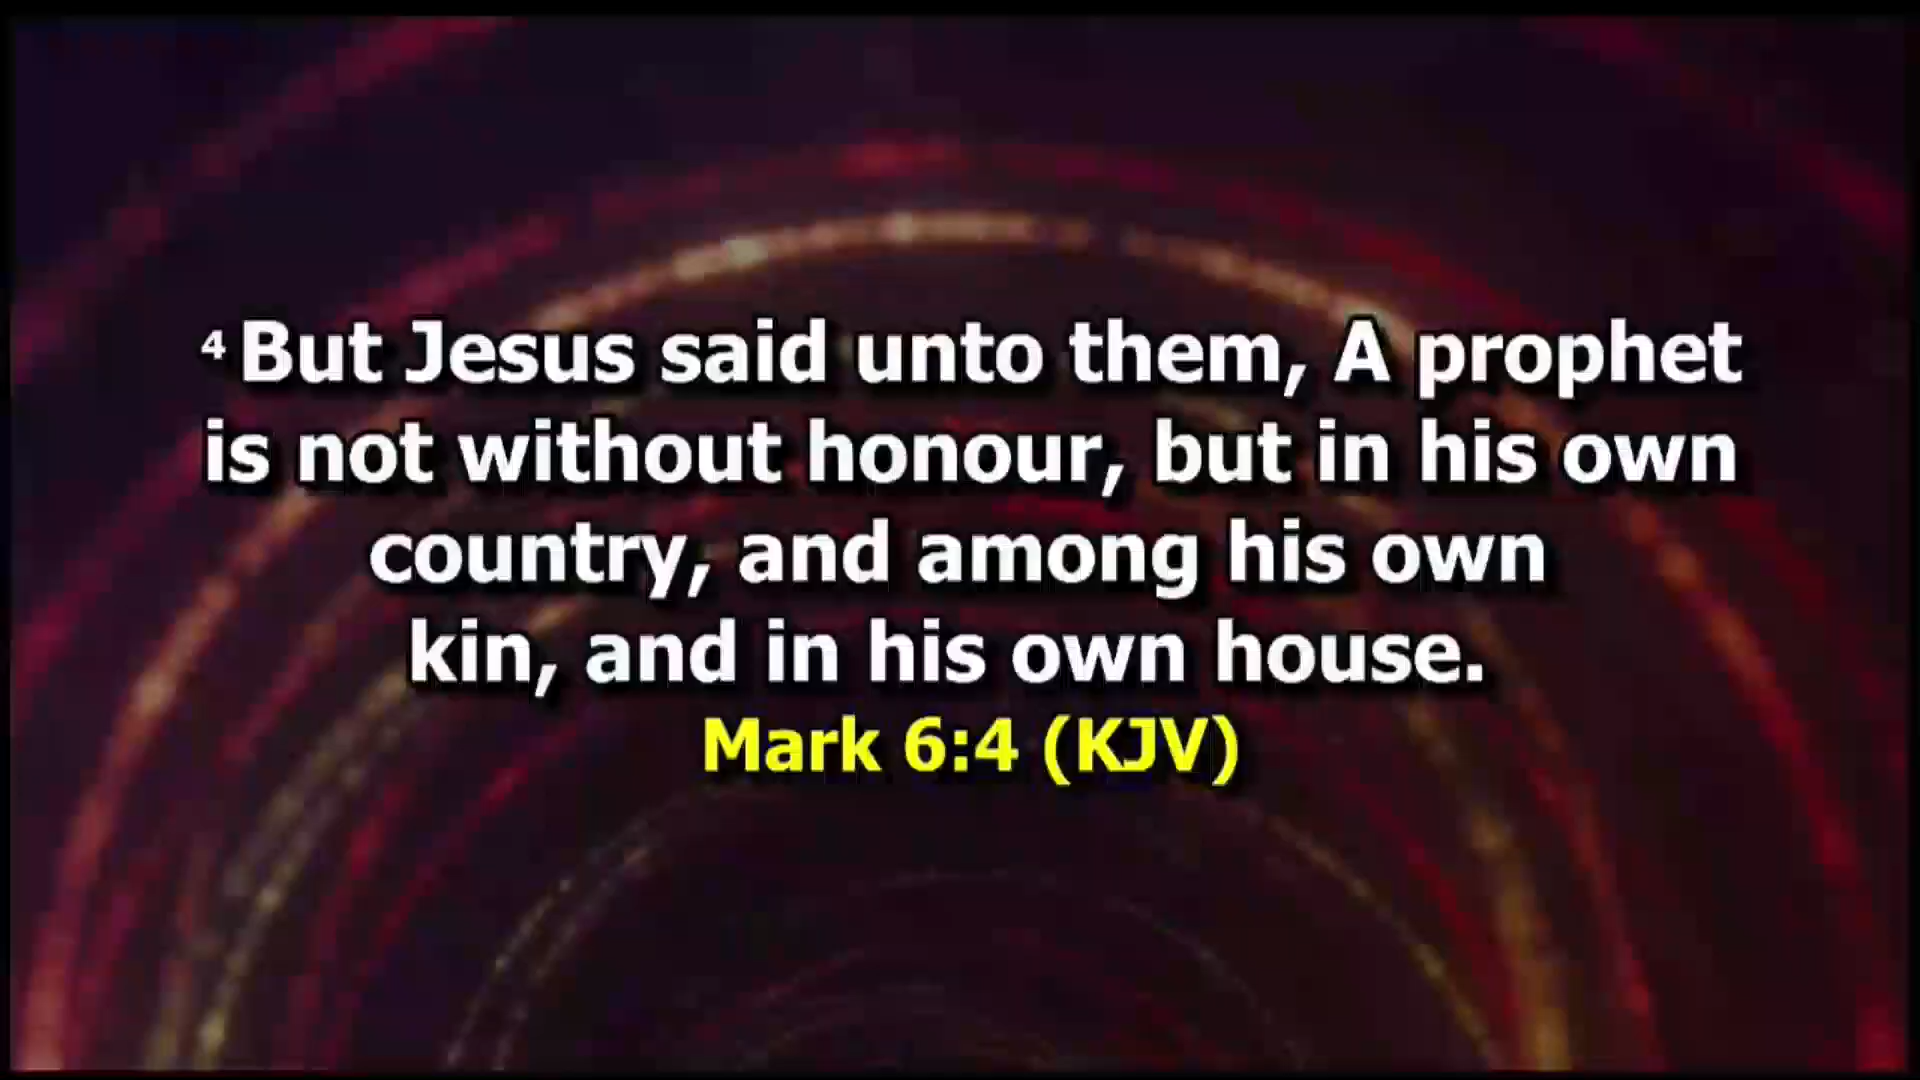 4 But Jesus said unto them, A prophet
is not without honour, but in his own
country, and among his own
kin, and in his own house.
Mark 6:4 (KJV)